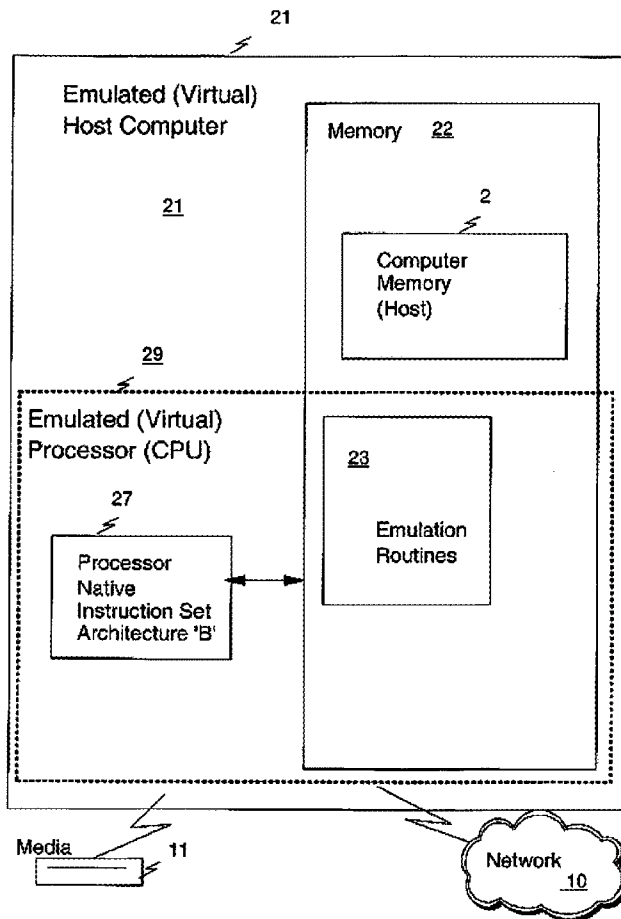 21
Emulated (Virtual)
Host Computer
Memory 22
21
2
Computer
Memory
(Host)
29
Emulated (Virtual)
Processor (CPU)
23
Emulation
Routines
27
Processor
Native
Instruction Set
Architecture 'B'
Media
11
Network
10